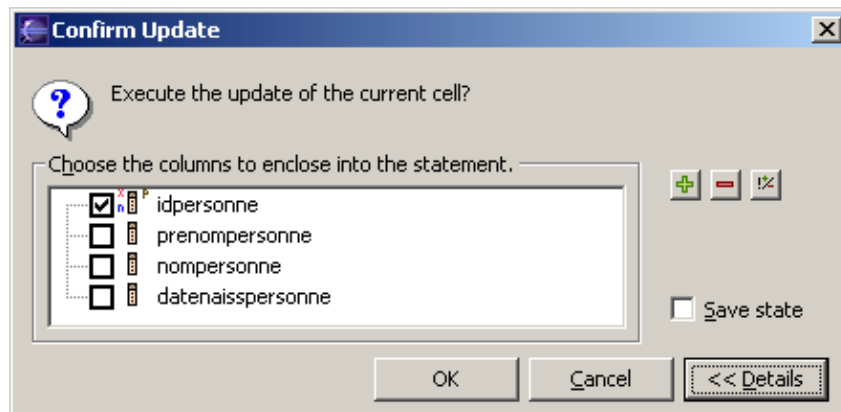 Confirm Update
Execute the update of the current cell?
Choose the columns to enclose into the statement.
idpersonne
prenompersonne
nompersonne
datenaisspersonne
Save state
OK
Cancel
<< Details